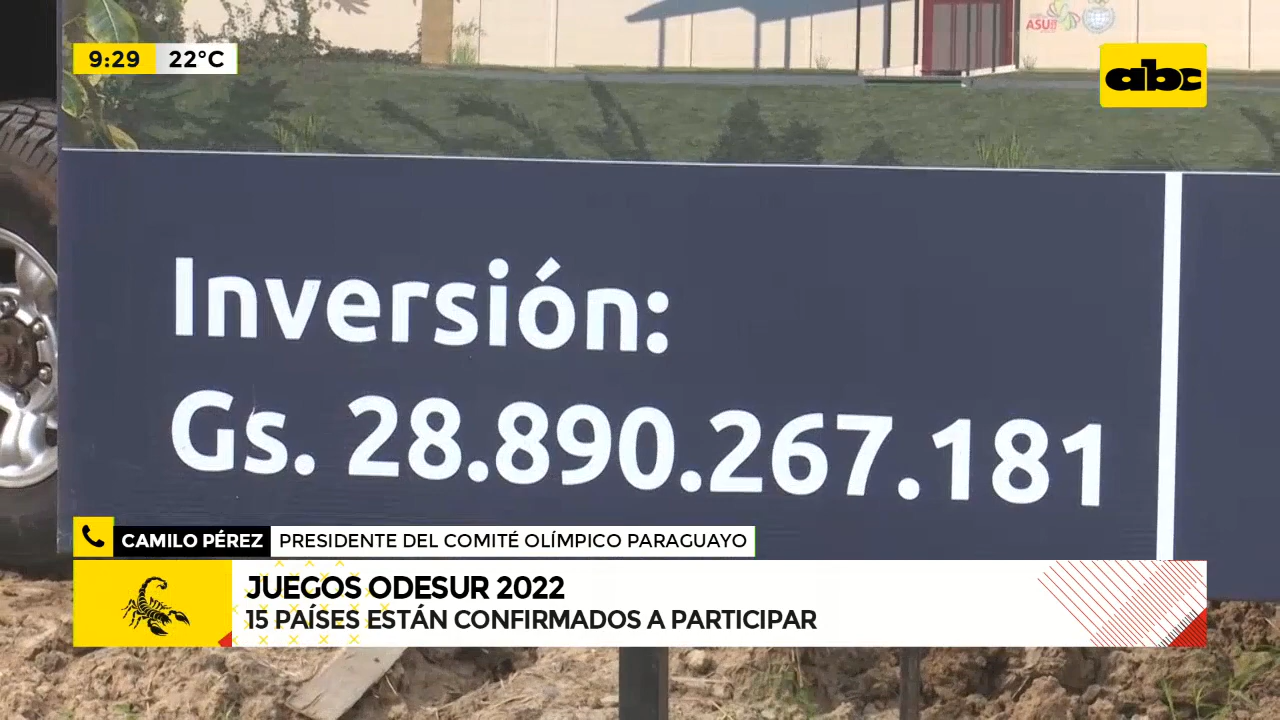 9:29 22°C
abc
ASU
Inversión:
Gs. 28.890.267.181
CAMILO PÉREZ PRESIDENTE DEL COMITÉ OLÍMPICO PARAGUAYO
JUEGOS ODESUR 2022
15 PAÍSES ESTÁN CONFIRMADOS A PARTICIPAR